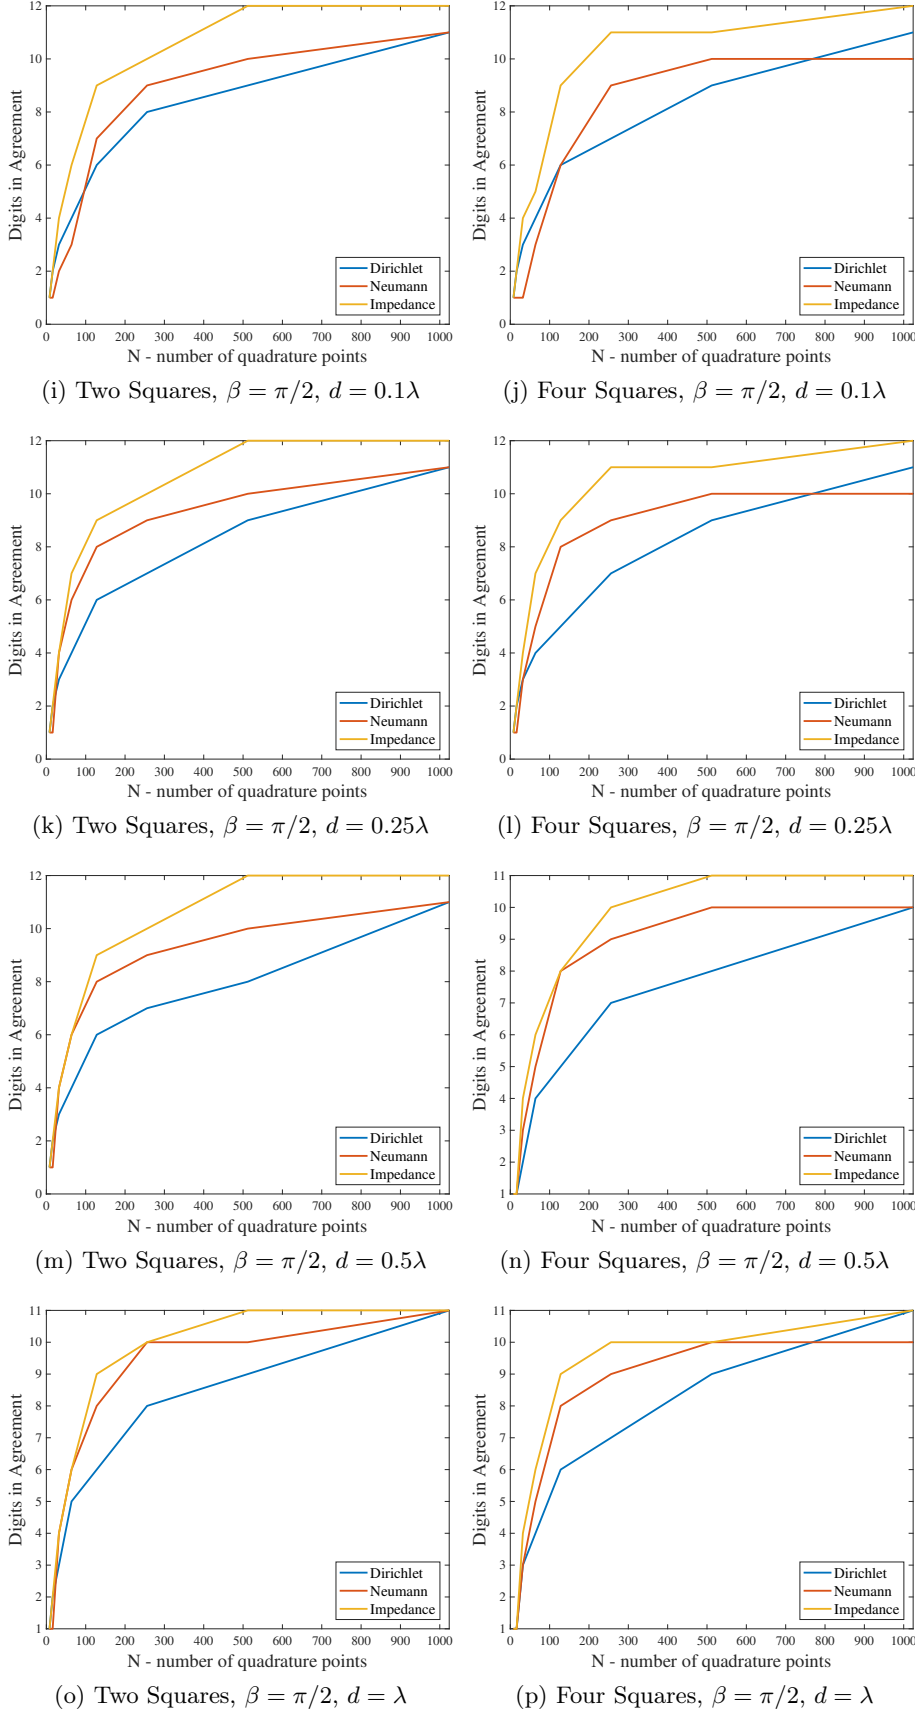 12
10
8
6
4
2
0
Digits in Agreement
0 100 200 300 400 500 600 700 800 900 1000
N - number of quadrature points
Dirichlet
Neumann
Impedance
(i) Two Squares, β = π/2, d = 0.1λ
12
10
8
6
4
2
0
Digits in Agreement
0 100 200 300 400 500 600 700 800 900 1000
N - number of quadrature points
Dirichlet
Neumann
Impedance
(j) Four Squares, β = π/2, d = 0.1λ
12
10
8
6
4
2
0
Digits in Agreement
0 100 200 300 400 500 600 700 800 900 1000
N - number of quadrature points
Dirichlet
Neumann
Impedance
(k) Two Squares, β = π/2, d = 0.25λ
12
10
8
6
4
2
0
Digits in Agreement
0 100 200 300 400 500 600 700 800 900 1000
N - number of quadrature points
Dirichlet
Neumann
Impedance
(l) Four Squares, β = π/2, d = 0.25λ
12
10
8
6
4
2
0
Digits in Agreement
0 100 200 300 400 500 600 700 800 900 1000
N - number of quadrature points
Dirichlet
Neumann
Impedance
(m) Two Squares, β = π/2, d = 0.5λ
11
10
9
8
7
6
5
4
3
2
1
Digits in Agreement
0 100 200 300 400 500 600 700 800 900 1000
N - number of quadrature points
Dirichlet
Neumann
Impedance
(n) Four Squares, β = π/2, d = 0.5λ
11
10
9
8
7
6
5
4
3
2
1
Digits in Agreement
0 100 200 300 400 500 600 700 800 900 1000
N - number of quadrature points
Dirichlet
Neumann
Impedance
(o) Two Squares, β = π/2, d = λ
11
10
9
8
7
6
5
4
3
2
1
Digits in Agreement
0 100 200 300 400 500 600 700 800 900 1000
N - number of quadrature points
Dirichlet
Neumann
Impedance
(p) Four Squares, β = π/2, d = λ